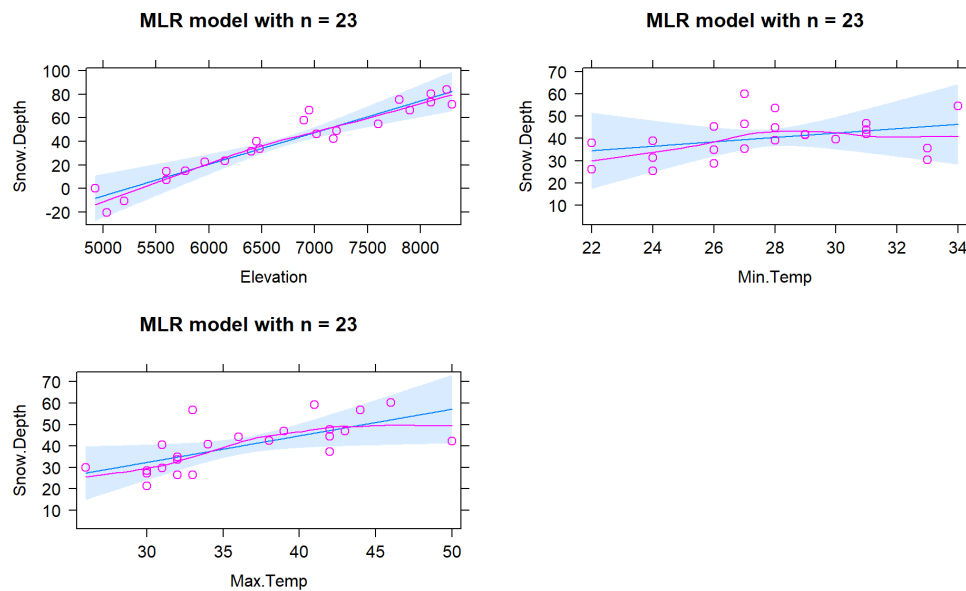 MLR model with n = 23
Snow.Depth
100
80
60
40
20
0
-20
5000 5500 6000 6500 7000 7500 8000
Elevation
MLR model with n = 23
Snow.Depth
70
60
50
40
30
20
10
22 24 26 28 30 32 34
Min.Temp
MLR model with n = 23
Snow.Depth
70
60
50
40
30
20
10
30 35 40 45 50
Max.Temp